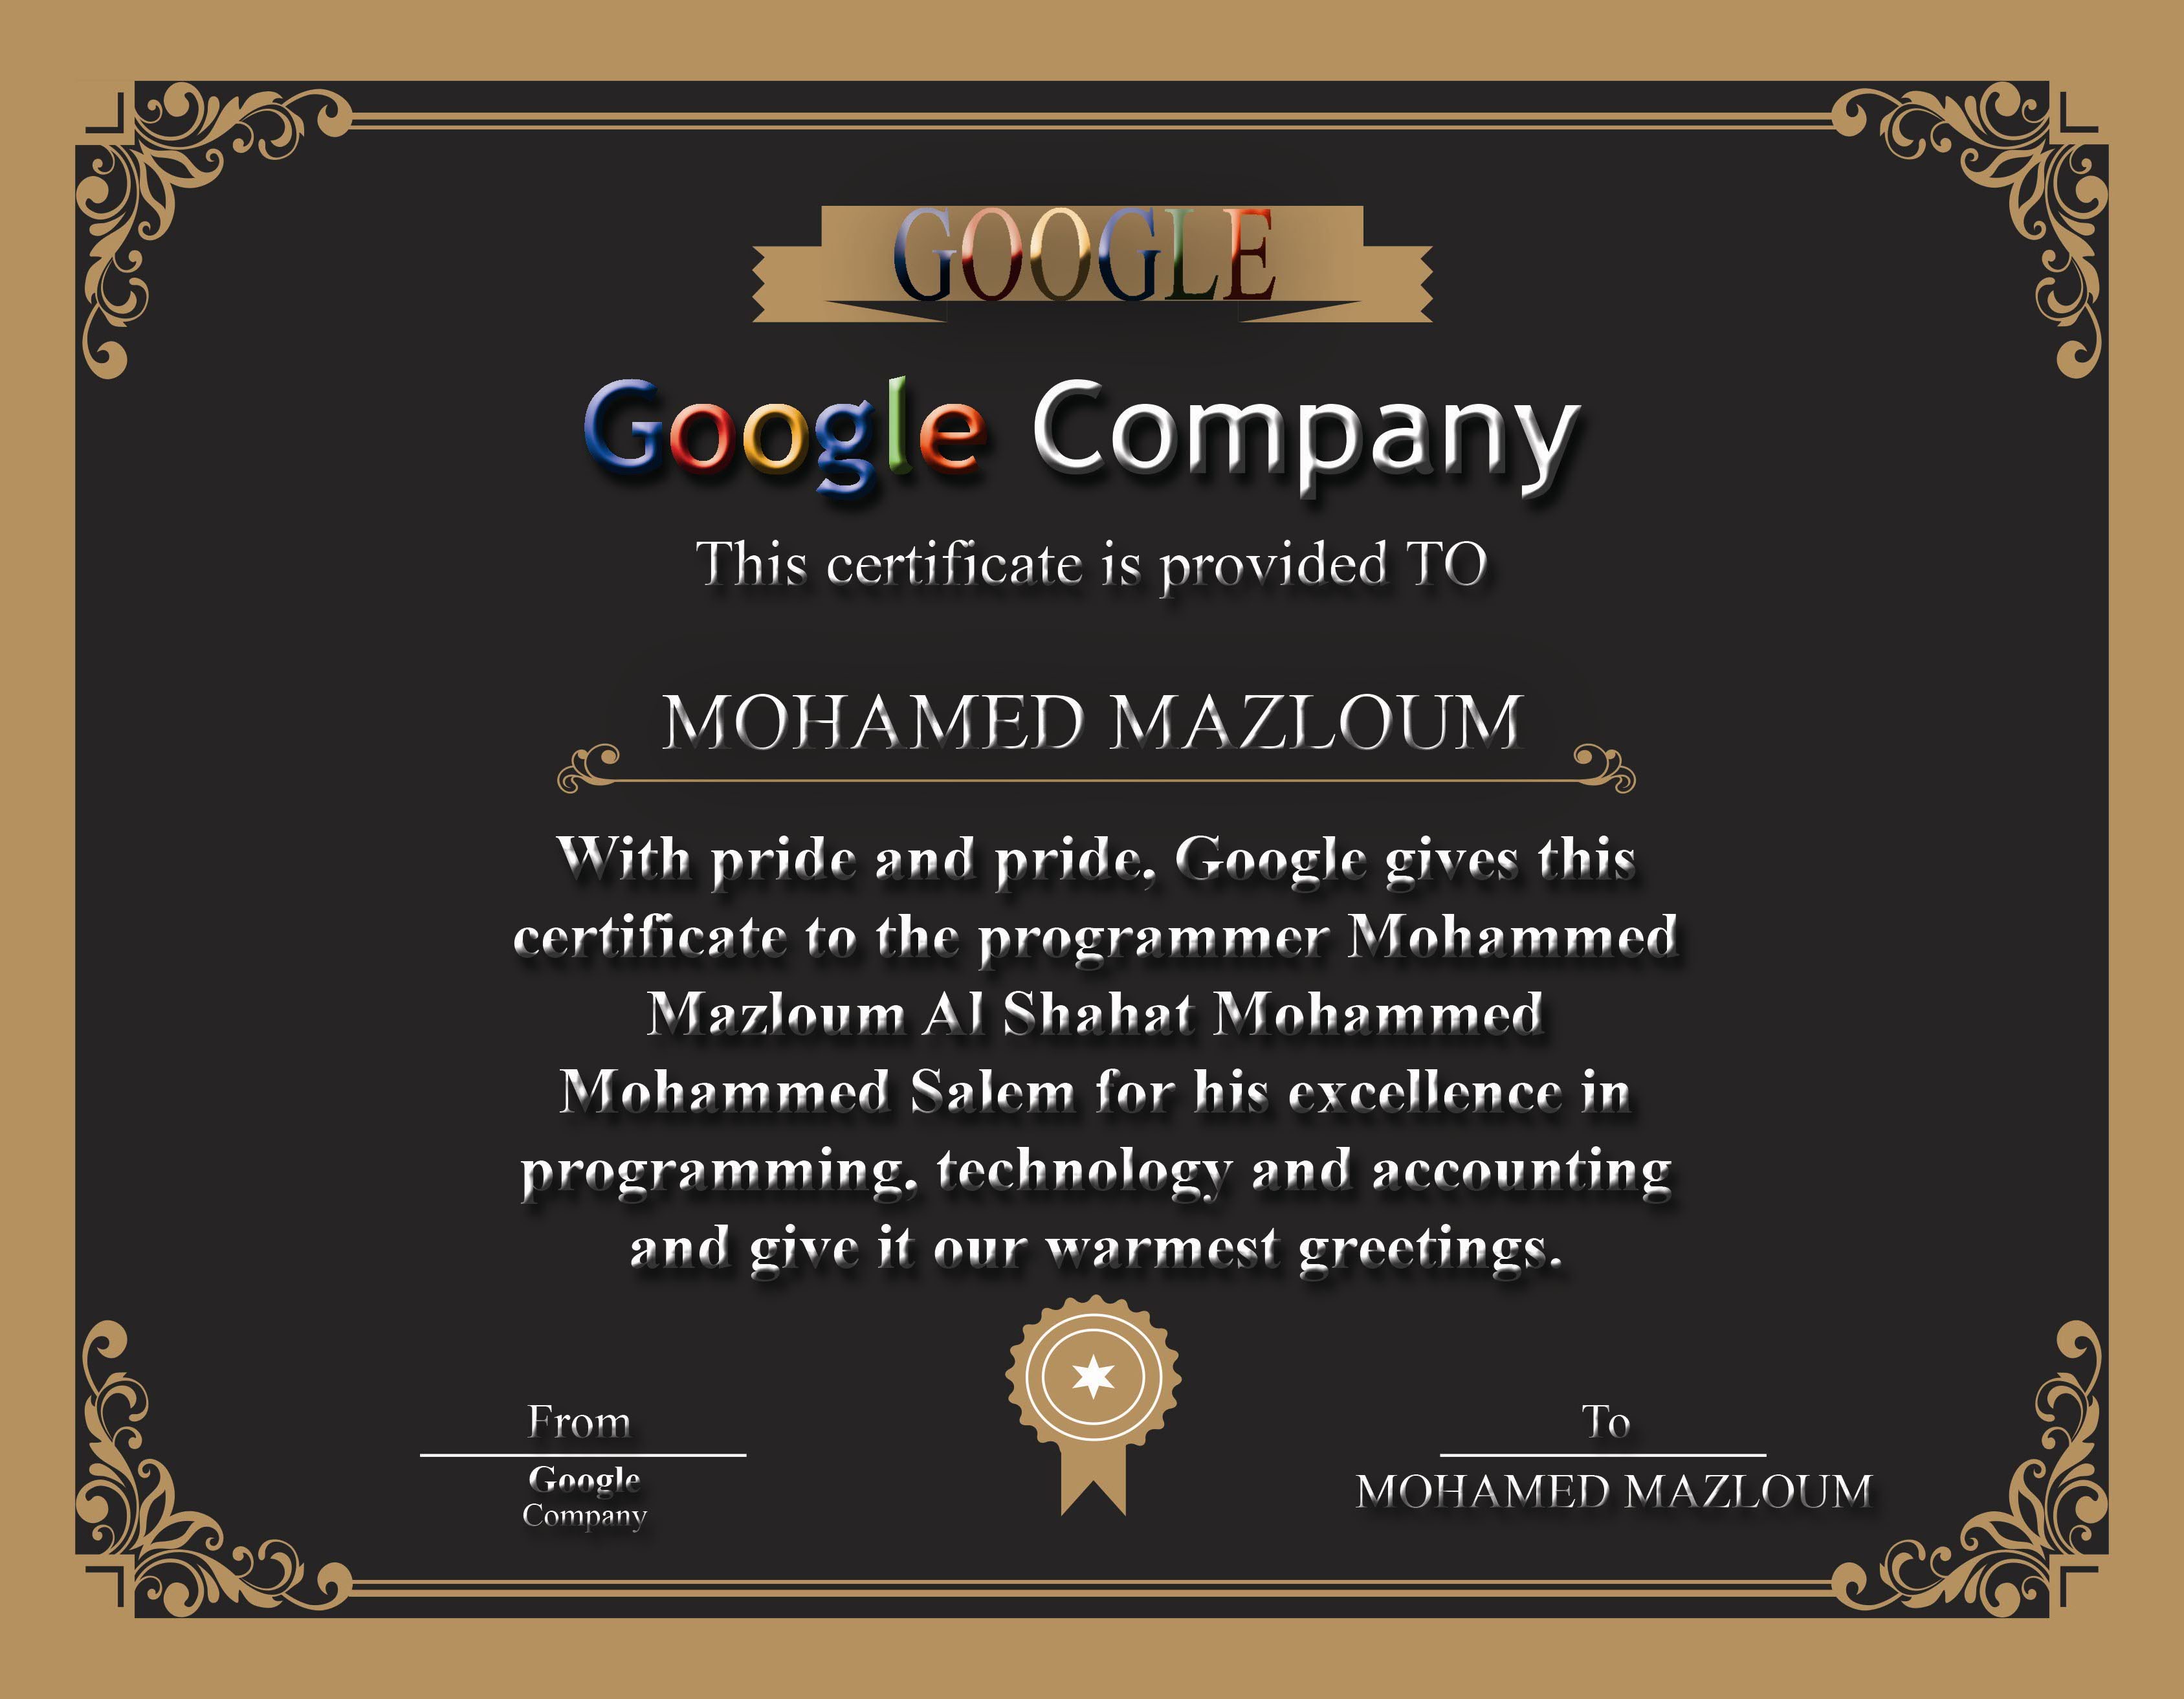 GOOGLE
Google Company
This certificate is provided TO
MOHAMED MAZLOUM
With pride and pride, Google gives this
certificate to the programmer Mohammed
Mazloum Al Shahat Mohammed
Mohammed Salem for his excellence in
programming, technology and accounting
and give it our warmest greetings.
From
Google
Company
To
MOHAMED MAZLOUM